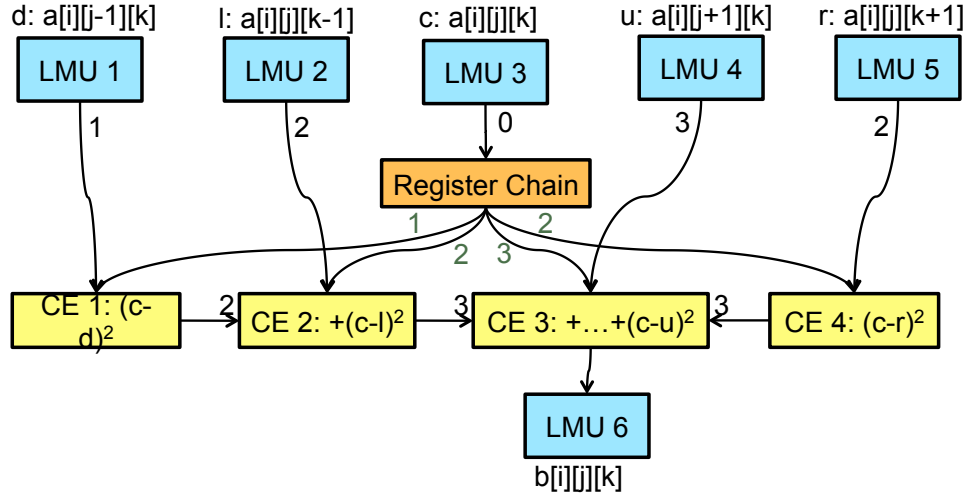 d: a[i][j-1][k]
l: a[i][j][k-1]
c: a[i][j][k]
u: a[i][j+1][k]
r: a[i][j][k+1]
LMU 1
LMU 2
LMU 3
LMU 4
LMU 5
1
2
0
3
2
Register Chain
1
2
3
2
CE 1: (c-
d)²
2
CE 2: +(c-l)²
3
CE 3: +…+(c-u)²
3
CE 4: (c-r)²
LMU 6
b[i][j][k]